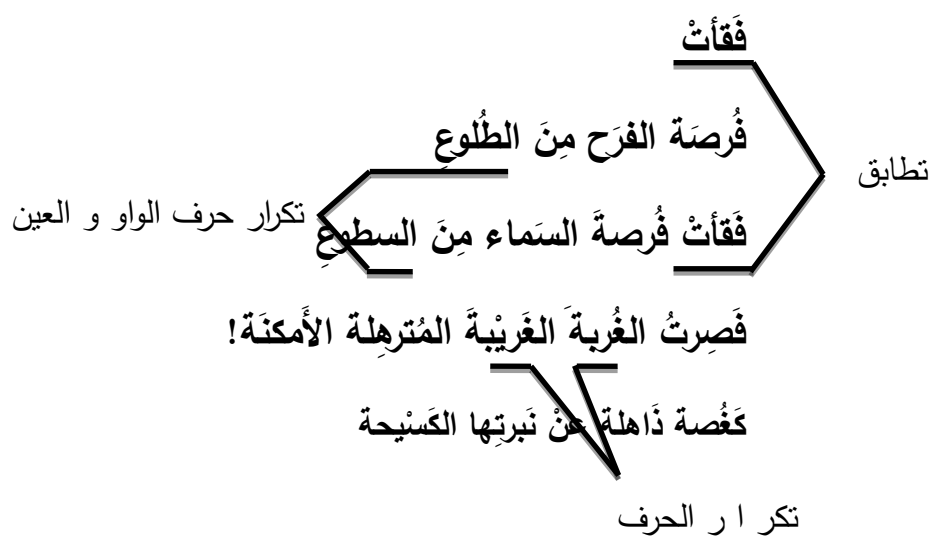 فَقأتْ
فُرصَة الفرَح مِنَ الطُلوعِ
تطابق
تكرار حرف الواو و العين
فَقأتْ فُرصةَ السَماء مِنَ السطوعِ
فَصِرتُ الغُربةَ الغَريْبةَ المُترهِلة الأَمكنَة!
كَغُصة ذَاهلة عَنْ نَبرتِها الكَسْيحة
تكر ا ر الحرف